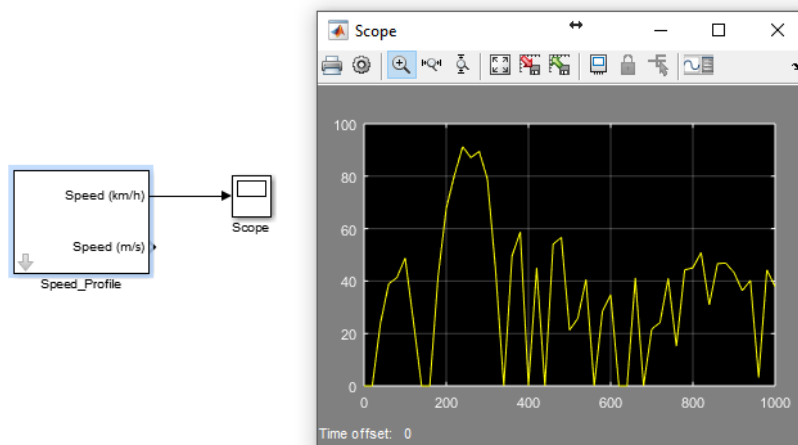 Scope
Speed (km/h)
Scope
Speed (m/s)
Speed_Profile
100
80
60
40
20
0
0
200
400
600
800
1000
Time offset: 0